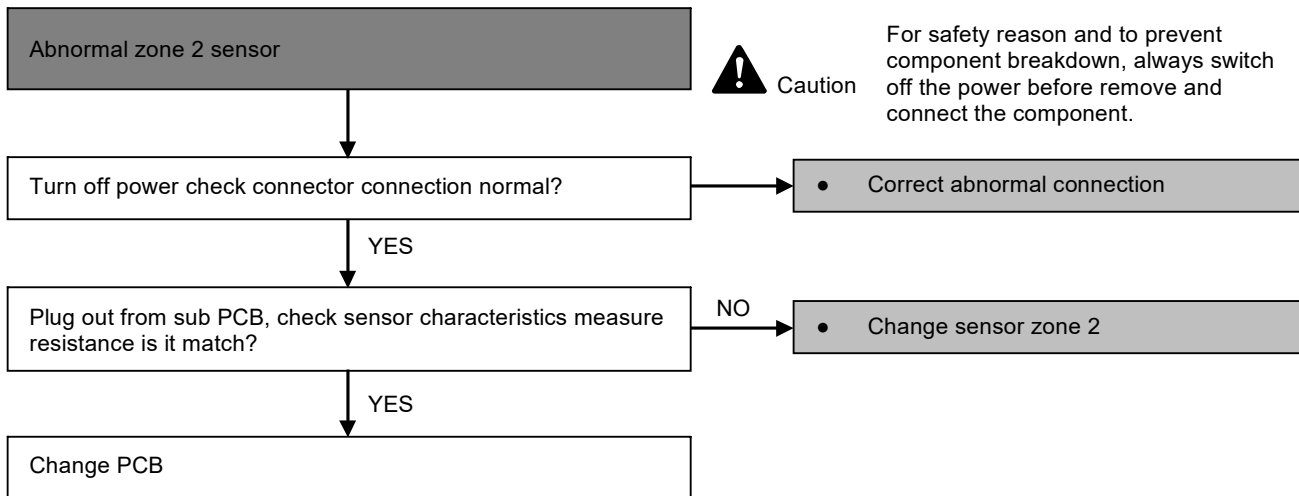 Abnormal zone 2 sensor
Caution
For safety reason and to prevent
component breakdown, always switch
off the power before remove and
connect the component.
Turn off power check connector connection normal?
● Correct abnormal connection
YES
Plug out from sub PCB, check sensor characteristics measure
resistance is it match?
NO
● Change sensor zone 2
YES
Change PCB